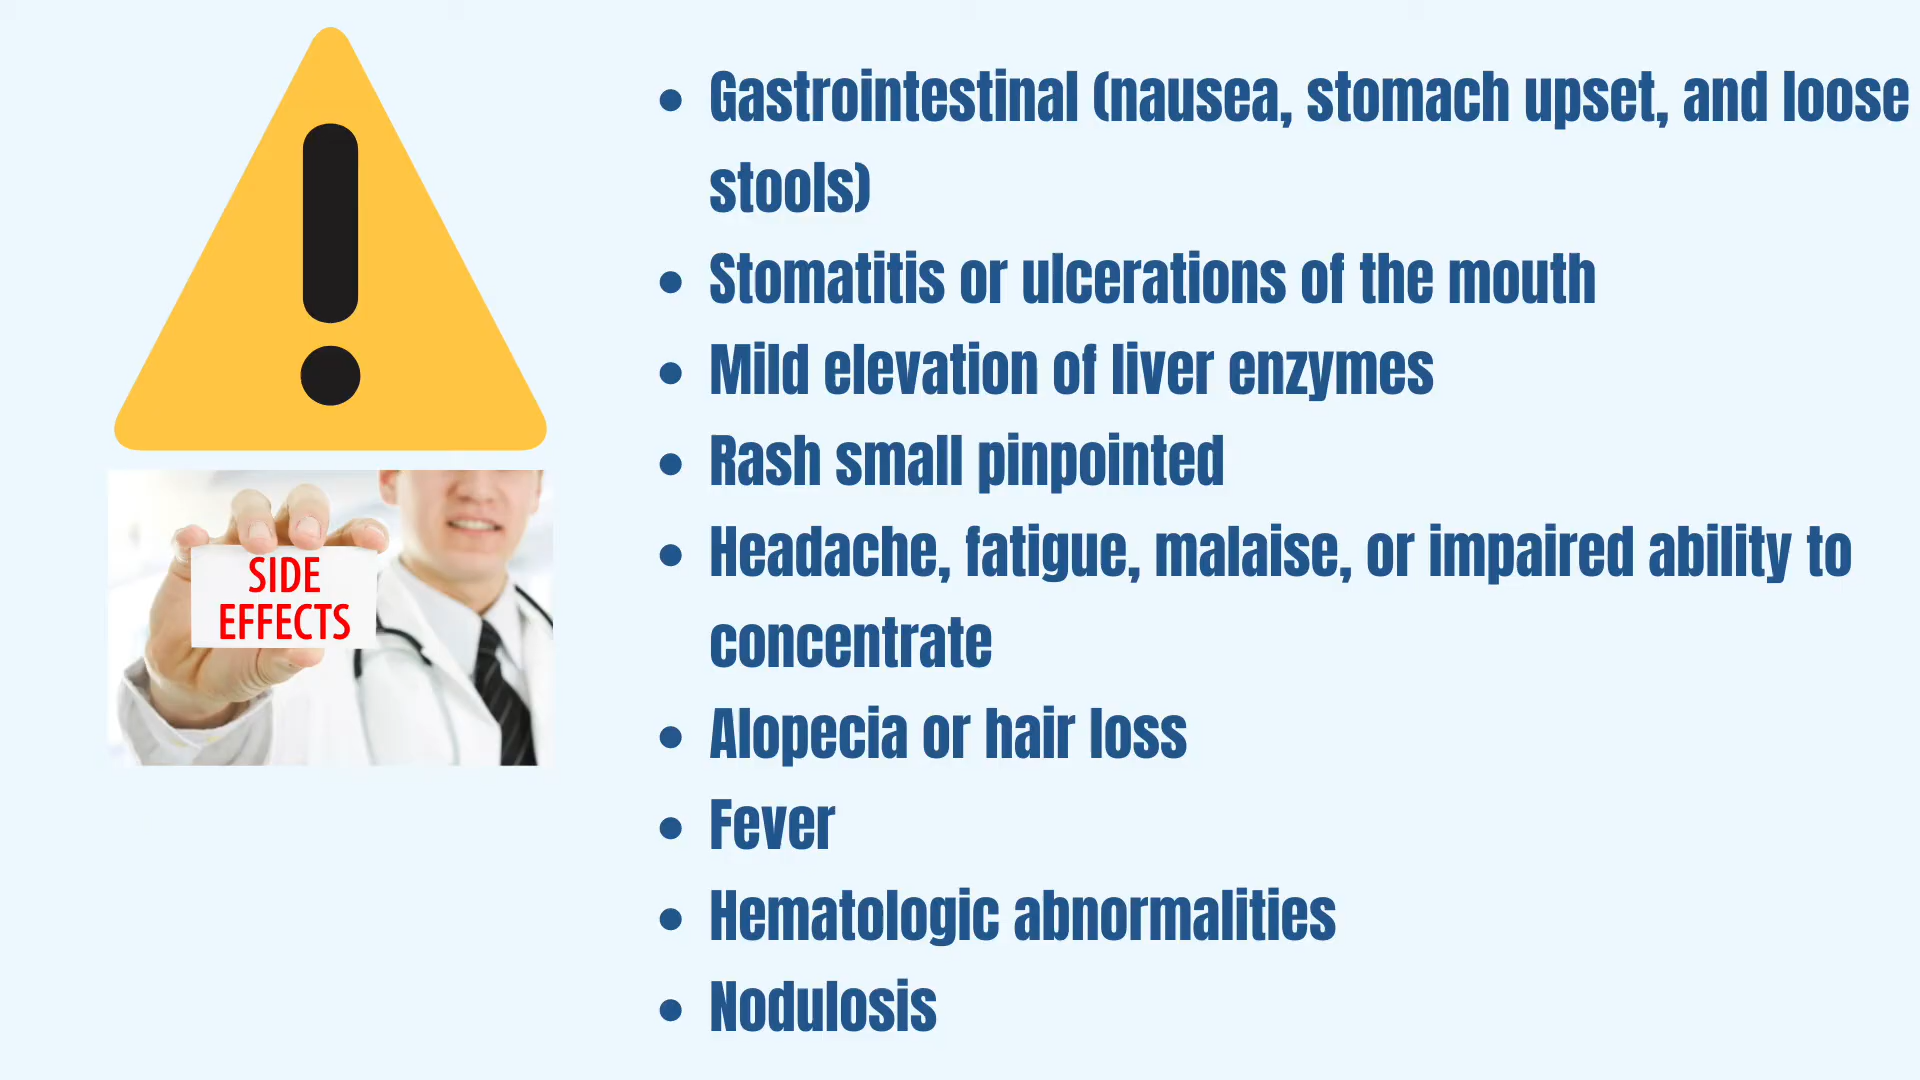 Gastrointestinal (nausea, stomach upset, and loose
stools)
Stomatitis or ulcerations of the mouth
Mild elevation of liver enzymes
Rash small pinpointed
Headache, fatigue, malaise, or impaired ability to
concentrate
Alopecia or hair loss
Fever
Hematologic abnormalities
Nodulosis
SIDE
EFFECTS